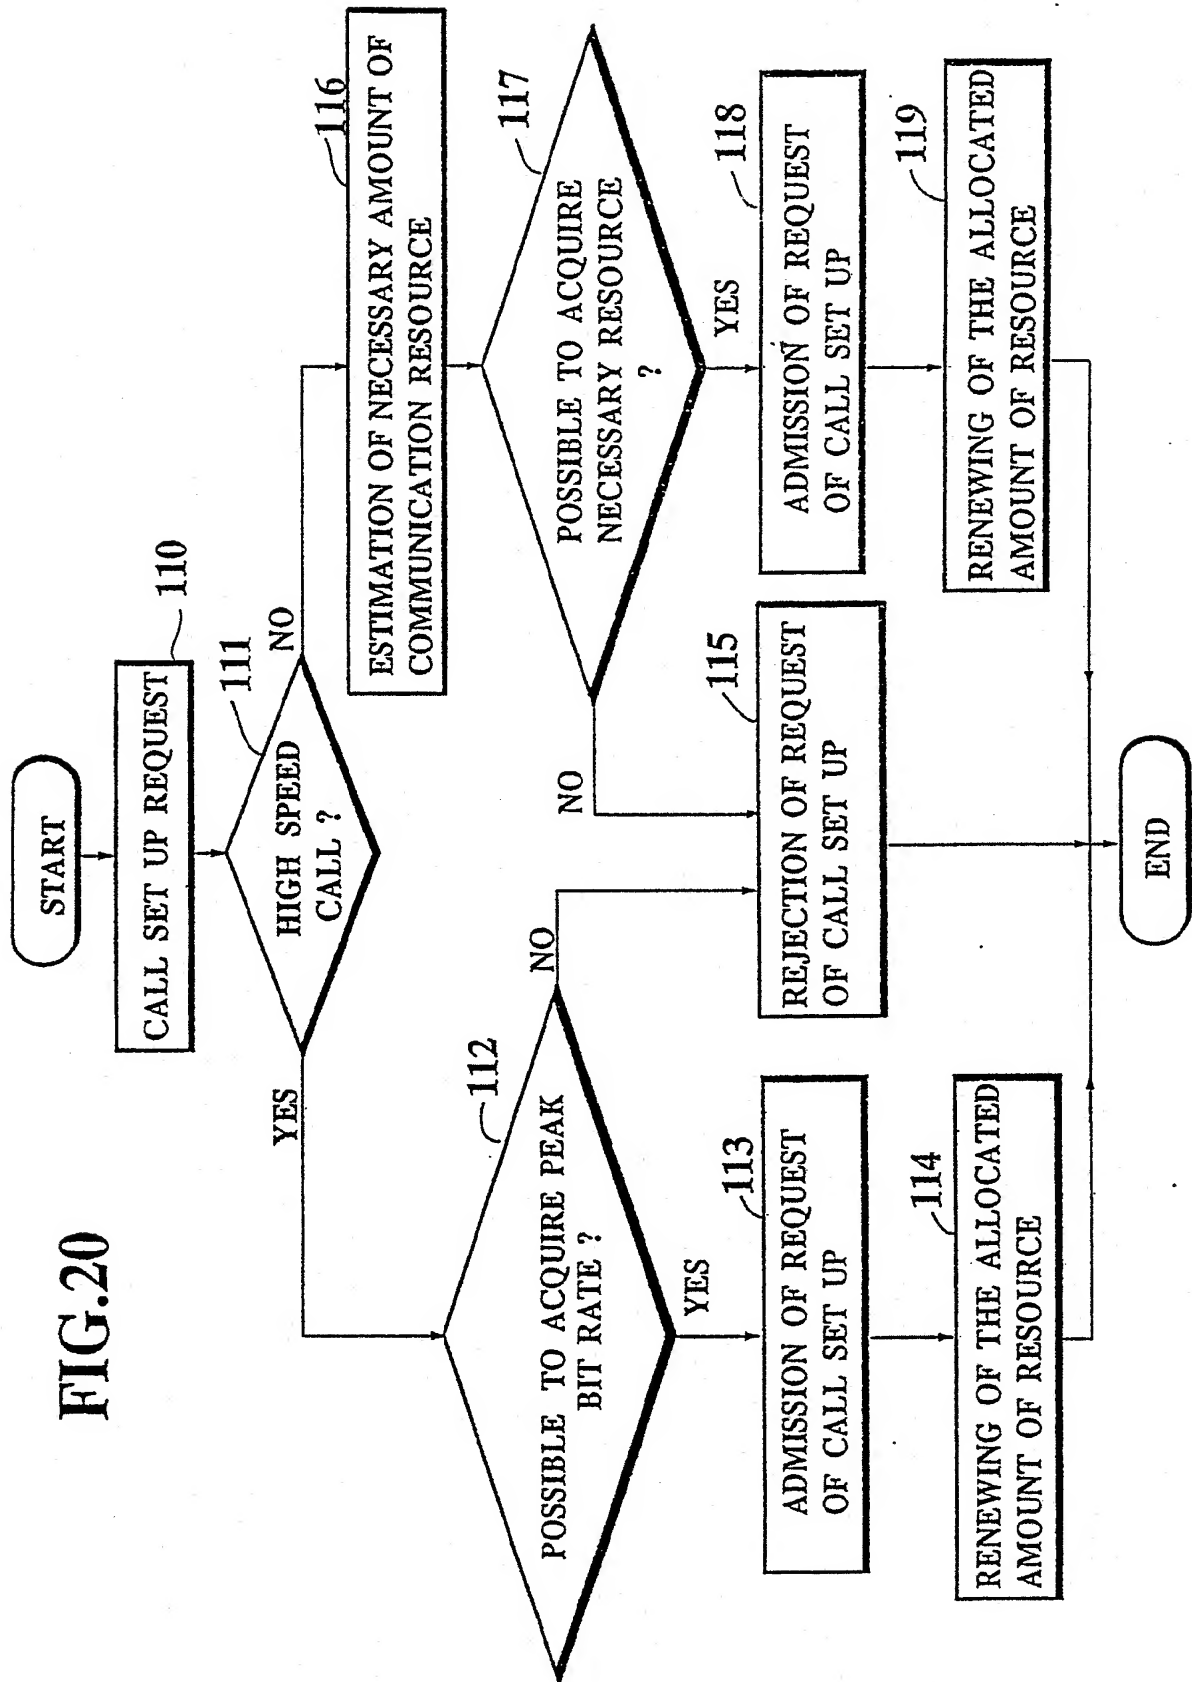 FIG.20
START
CALL SET UP REQUEST
110
HIGH SPEED
CALL ?
111
YES
NO
POSSIBLE TO ACQUIRE PEAK
BIT RATE ?
112
YES
NO
ADMISSION OF REQUEST
OF CALL SET UP
113
RENEWING OF THE ALLOCATED
AMOUNT OF RESOURCE
114
REJECTION OF REQUEST
OF CALL SET UP
115
ESTIMATION OF NECESSARY AMOUNT OF
COMMUNICATION RESOURCE
116
POSSIBLE TO ACQUIRE
NECESSARY RESOURCE
?
117
NO
YES
ADMISSION OF REQUEST
OF CALL SET UP
118
RENEWING OF THE ALLOCATED
AMOUNT OF RESOURCE
119
END